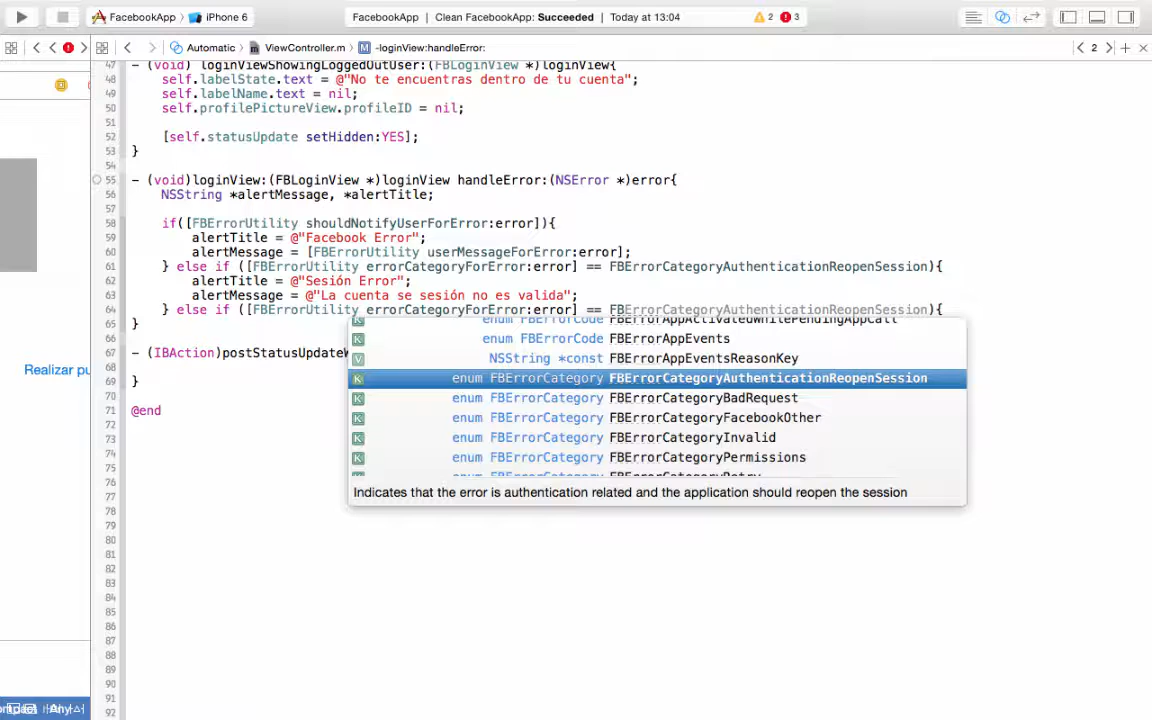 FacebookApp iPhone 6 FacebookApp | Clean FacebookApp: Succeeded | Today at 13:04 2 3
Automatic ViewController.m -loginView:handleError: 2
47 - (void) loginViewShowingLoggedOutUser:(FBLoginView *)loginView{
48 self.labelState.text = @"No te encuentras dentro de tu cuenta";
49 self.labelName.text = nil;
50 self.profilePictureView.profileID = nil;
51
52 [self.statusUpdate setHidden:YES];
53 }
54
55 - (void)loginView:(FBLoginView *)loginView handleError:(NSError *)error{
56 NSString *alertMessage, *alertTitle;
57
58 if([FBErrorUtility shouldNotifyUserForError:error]){
59 alertTitle = @"Facebook Error";
60 alertMessage = [FBErrorUtility userMessageForError:error];
61 } else if ([FBErrorUtility errorCategoryForError:error] == FBErrorCategoryAuthenticationReopenSession){
62 alertTitle = @"Sesión Error";
63 alertMessage = @"La cuenta se sesión no es valida";
64 } else if ([FBErrorUtility errorCategoryForError:error] == FBErrorCategoryAuthenticationReopenSession){
65 }
enum FBErrorCode FBErrorAppActivatedWhilePendingAppCall
66
enum FBErrorCode FBErrorAppEvents
67 - (IBAction)postStatusUpdateW
NSString *const FBErrorAppEventsReasonKey
68
Realizar pu
enum FBErrorCategory FBErrorCategoryAuthenticationReopenSession
69 }
enum FBErrorCategory FBErrorCategoryBadRequest
70
71 @end
enum FBErrorCategory FBErrorCategoryFacebookOther
72
enum FBErrorCategory FBErrorCategoryInvalid
73
74
enum FBErrorCategory FBErrorCategoryPermissions
75
enum FBErrorCategory FBErrorCategoryRetry
76
Indicates that the error is authentication related and the application should reopen the session
77
78
79
80
81
82
83
84
85
86
87
88
89
90
91
Any
92